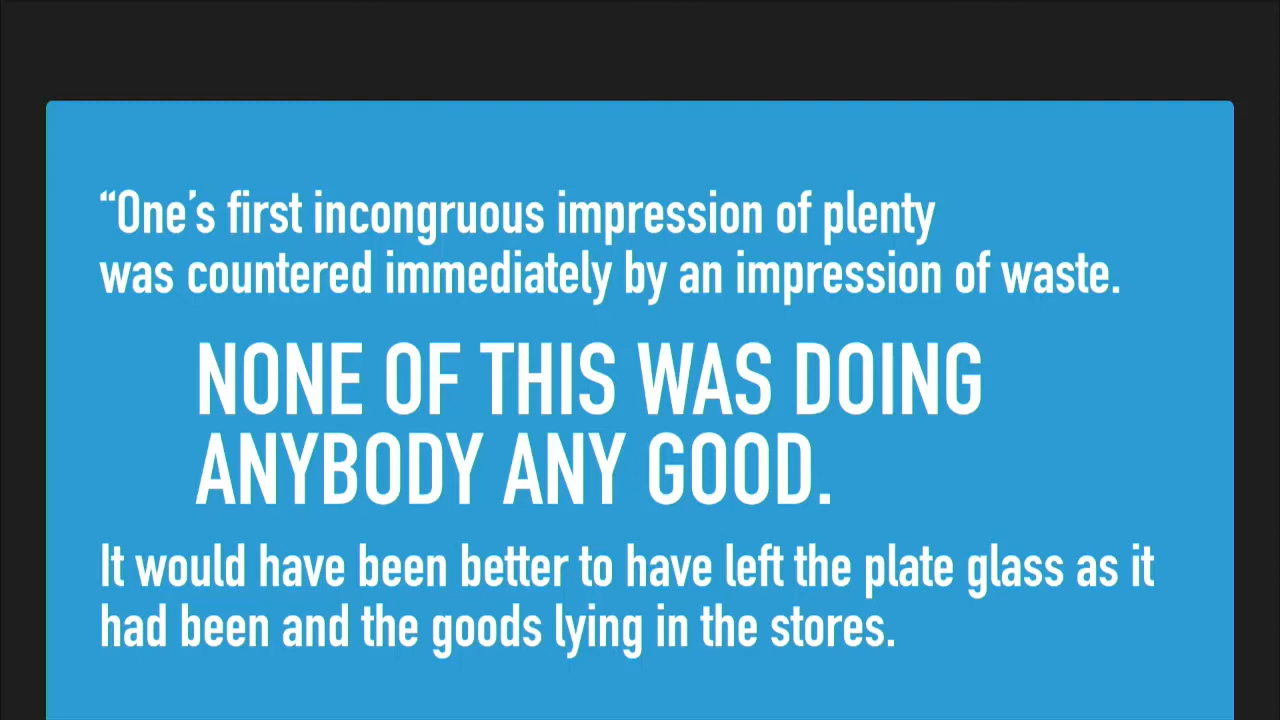 “One’s first incongruous impression of plenty
was countered immediately by an impression of waste.
NONE OF THIS WAS DOING
ANYBODY ANY GOOD.
It would have been better to have left the plate glass as it
had been and the goods lying in the stores.